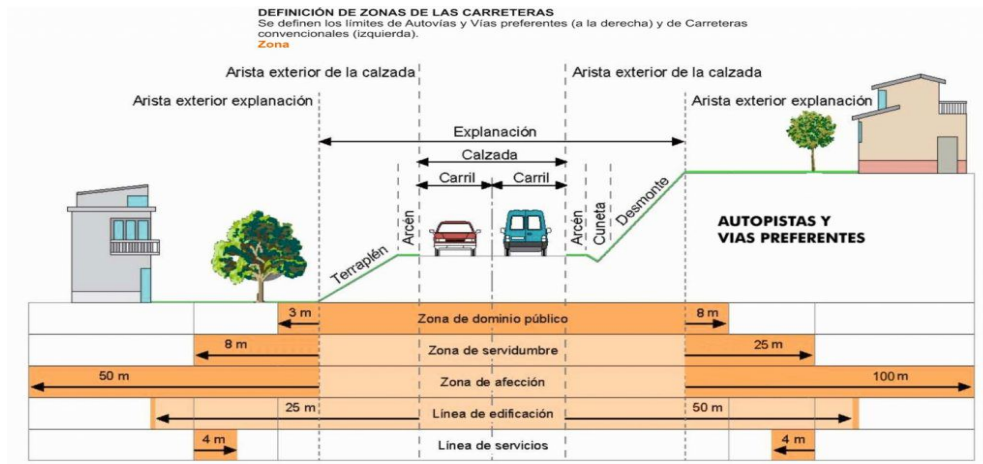 DEFINICIÓN DE ZONAS DE LAS CARRETERAS
Se definen los límites de Autovías y Vías preferentes (a la derecha) y de Carreteras
convencionales (izquierda).
Zona
Arista exterior de la calzada
Arista exterior de la calzada
Arista exterior explanación
Arista exterior explanación
Explanación
Calzada
Carril
Carril
Arcén
Arcén
Cuneta
Desmonte
Terraplén
AUTOPISTAS Y
VIAS PREFERENTES
3 m
Zona de dominio público
8 m
8 m
Zona de servidumbre
25 m
50 m
Zona de afección
100 m
25 m
Línea de edificación
50 m
4 m
Línea de servicios
4 m